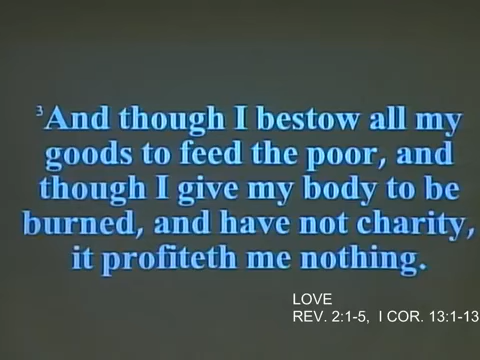 ³And though I bestow all my
goods to feed the poor, and
though I give my body to be
burned, and have not charity,
it profiteth me nothing.
LOVE
REV. 2:1-5, I COR. 13:1-13